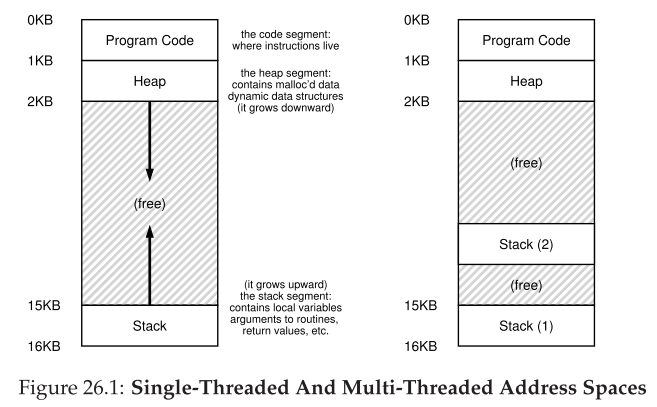 0KB
Program Code
1KB
Heap
2KB
(free)
15KB
Stack
16KB
the code segment:
where instructions live
the heap segment:
contains malloc'd data
dynamic data structures
(it grows downward)
(it grows upward)
the stack segment:
contains local variables
arguments to routines,
return values, etc.
0KB
Program Code
1KB
Heap
2KB
(free)
Stack (2)
(free)
15KB
Stack (1)
16KB
Figure 26.1: Single-Threaded And Multi-Threaded Address Spaces